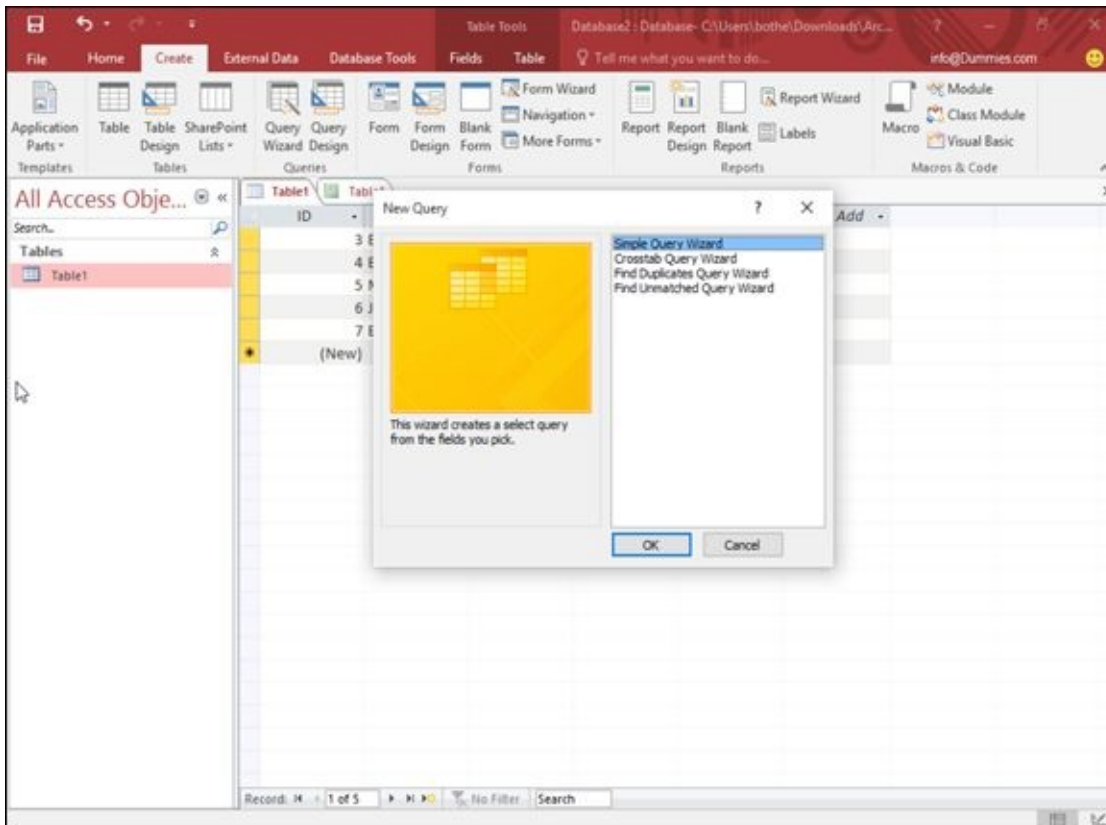 Table Tools
Database2 : Database- C:\Users\bothe\Downloads\Arc...
?
File
Home
Create
External Data
Database Tools
Fields
Table
Tell me what you want to do...
info@Dummies.com
Application Parts
Table
Table Design
SharePoint Lists
Query Wizard
Query Design
Form
Form Design
Blank Form
Form Wizard
Navigation
More Forms
Report
Report Design
Blank Report
Report Wizard
Labels
Macro
Module
Class Module
Visual Basic
Templates
Tables
Queries
Forms
Reports
Macros & Code
All Access Obje...
Search...
Tables
Table1
Table1
ID
Add
3
4
5
6
7
(New)
New Query
?
Simple Query Wizard
Crosstab Query Wizard
Find Duplicates Query Wizard
Find Unmatched Query Wizard
This wizard creates a select query
from the fields you pick.
OK
Cancel
Record:
1 of 5
No Filter
Search